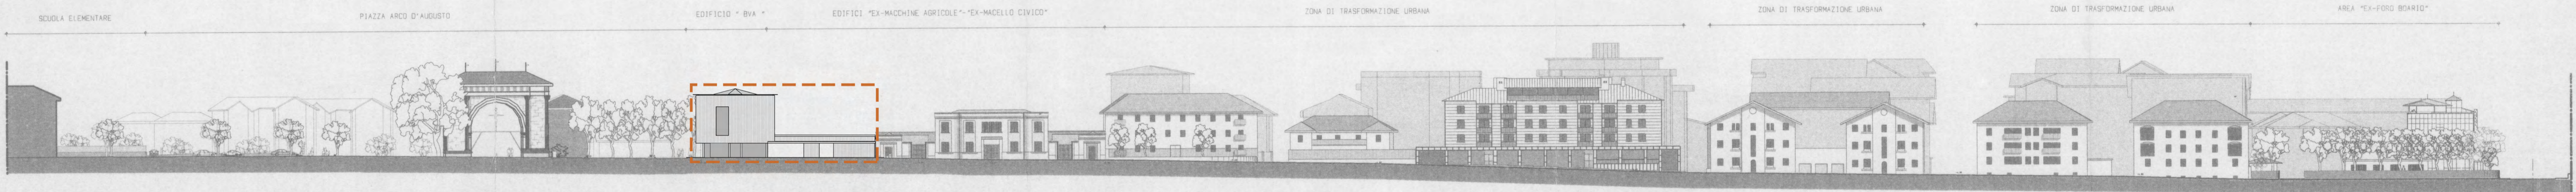 SCUOLA ELEMENTARE
PIAZZA ARCO D'AUGUSTO
EDIFICIO " BVA "
EDIFICI "EX-MACCHINE AGRICOLE"-"EX-MACELLO CIVICO"
ZONA DI TRASFORMAZIONE URBANA
ZONA DI TRASFORMAZIONE URBANA
ZONA DI TRASFORMAZIONE URBANA
AREA "EX-FORO BOARIO"